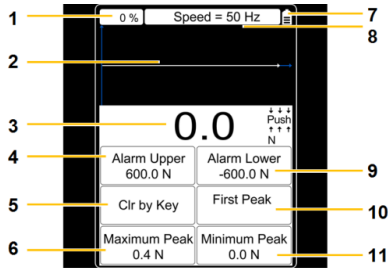 1
0 %
Speed = 50 Hz
7
8
2
3
0.0
Push
N
4
Alarm Upper
600.0 N
Alarm Lower
-600.0 N
9
5
Clr by Key
First Peak
10
6
Maximum Peak
0.4 N
Minimum Peak
0.0 N
11